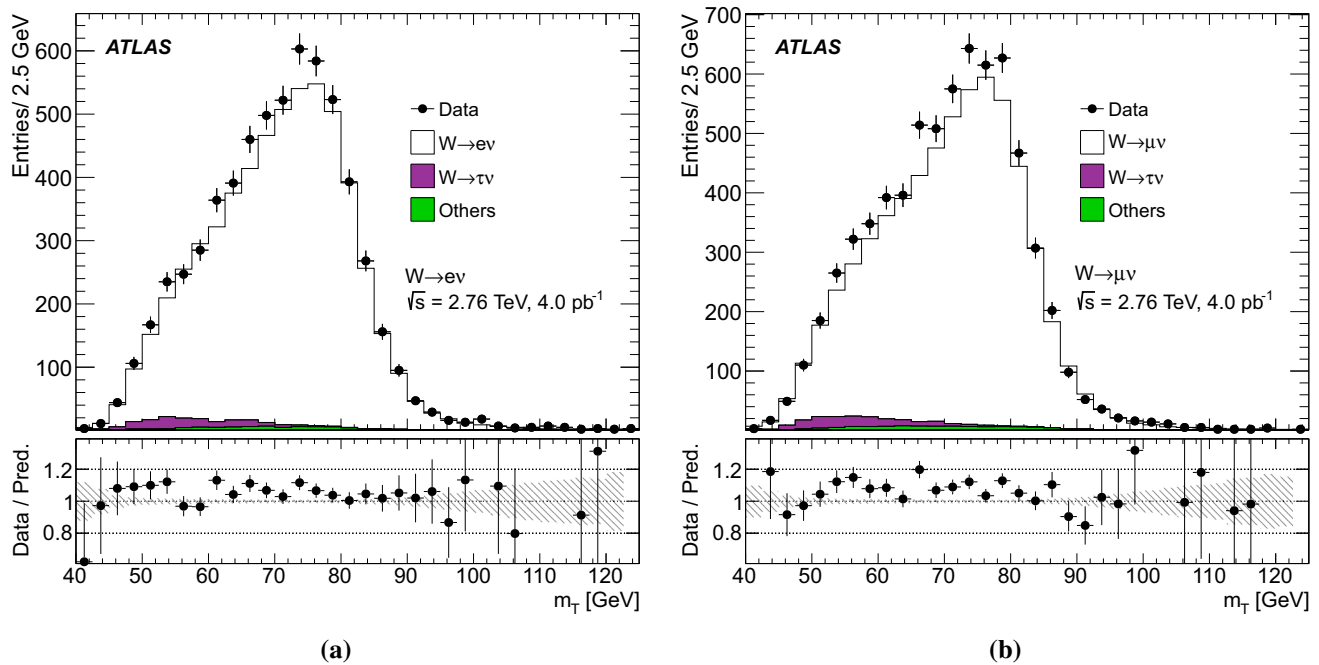 Entries/ 2.5 GeV
600
500
400
300
200
100
ATLAS
Data
W→eν
W→τν
Others
W→eν
√s = 2.76 TeV, 4.0 pb⁻¹
Data / Pred.
1.2
1
0.8
40 50 60 70 80 90 100 110 120
m_T [GeV]
(a)
Entries/ 2.5 GeV
700
600
500
400
300
200
100
ATLAS
Data
W→μν
W→τν
Others
W→μν
√s = 2.76 TeV, 4.0 pb⁻¹
Data / Pred.
1.2
1
0.8
40 50 60 70 80 90 100 110 120
m_T [GeV]
(b)